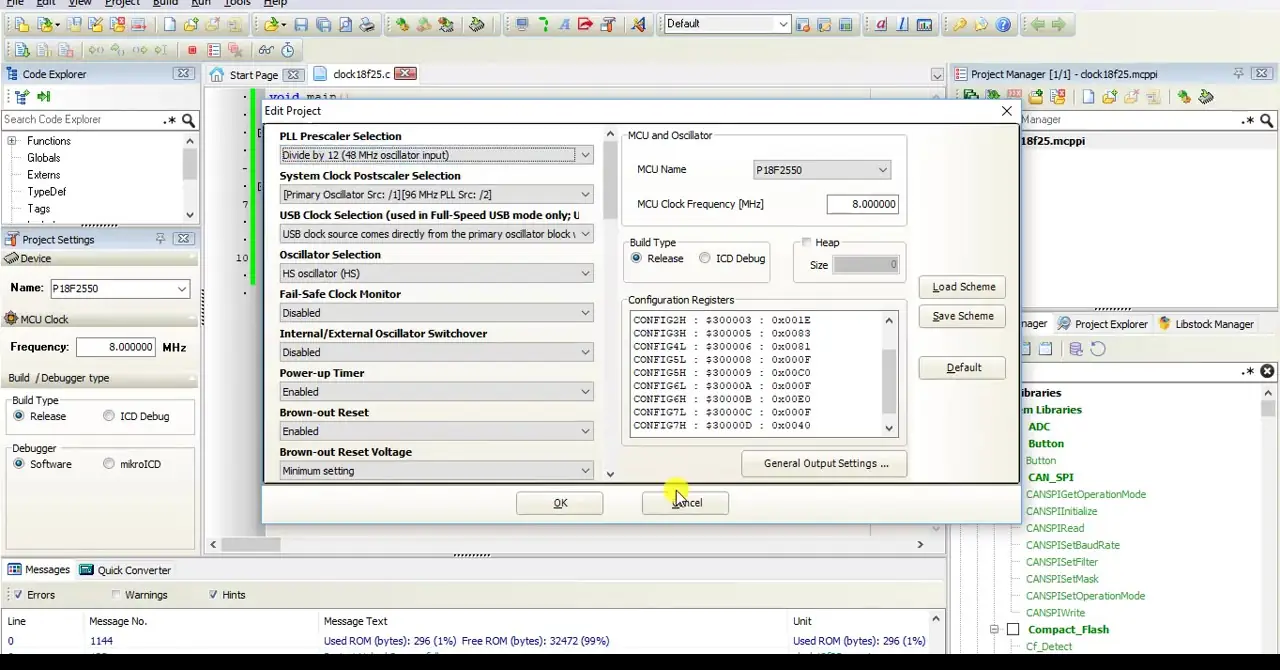 File Edit View Project Build Run Tools Help
Default
Code Explorer
Start Page
clock18f25.c
Project Manager [1/1] - clock18f25.mcppi
void main()
Search Code Explorer
Functions
Globals
Externs
TypeDef
Tags
Project Settings
Device
Name: P18F2550
MCU Clock
Frequency: 8.000000 MHz
Build / Debugger type
Build Type
Release ICD Debug
Debugger
Software mikroICD
7
10
Edit Project
PLL Prescaler Selection
Divide by 12 (48 MHz oscillator input)
System Clock Postscaler Selection
[Primary Oscillator Src: /1][96 MHz PLL Src: /2]
USB Clock Selection (used in Full-Speed USB mode only; U
USB clock source comes directly from the primary oscillator block
Oscillator Selection
HS oscillator (HS)
Fail-Safe Clock Monitor
Disabled
Internal/External Oscillator Switchover
Disabled
Power-up Timer
Enabled
Brown-out Reset
Enabled
Brown-out Reset Voltage
Minimum setting
MCU and Oscillator
MCU Name P18F2550
MCU Clock Frequency [MHz] 8.000000
Build Type
Release ICD Debug
Heap
Size 0
Configuration Registers
CONFIG2H : $300003 : 0x001E
CONFIG3H : $300005 : 0x0083
CONFIG4L : $300006 : 0x0081
CONFIG5L : $300008 : 0x000F
CONFIG5H : $300009 : 0x00C0
CONFIG6L : $30000A : 0x000F
CONFIG6H : $30000B : 0x00E0
CONFIG7L : $30000C : 0x000F
CONFIG7H : $30000D : 0x0040
General Output Settings ...
Load Scheme
Save Scheme
Default
OK
Cancel
Manager
18f25.mcppi
nager
Project Explorer
Libstock Manager
ibraries
m Libraries
ADC
Button
Button
CAN_SPI
CANSPIGetOperationMode
CANSPIInitialize
CANSPIRead
CANSPISetBaudRate
CANSPISetFilter
CANSPISetMask
CANSPISetOperationMode
CANSPIWrite
Compact_Flash
Cf_Detect
Messages
Quick Converter
Errors Warnings Hints
Line Message No. Message Text Unit
0 1144 Used ROM (bytes): 296 (1%) Free ROM (bytes): 32472 (99%) Used ROM (bytes): 296 (1%)